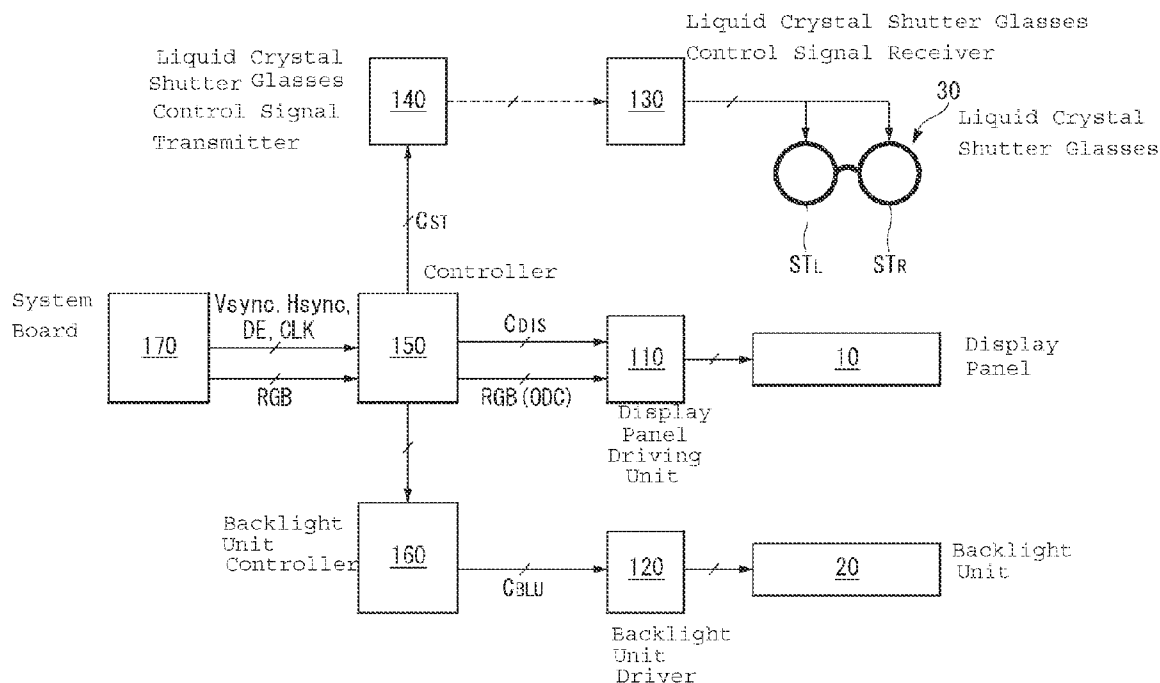 Liquid Crystal Shutter Glasses
Control Signal Receiver
Liquid Crystal
Shutter Glasses
Control Signal
Transmitter
140
130
30
Liquid Crystal
Shutter Glasses
CST
STL
STR
Controller
System
Board
170
Vsync. Hsync,
DE, CLK
RGB
150
CDIS
RGB(ODC)
110
10
Display
Panel
Display
Panel
Driving
Unit
Backlight
Unit
Controller
160
CBLU
120
20
Backlight
Unit
Backlight
Unit
Driver